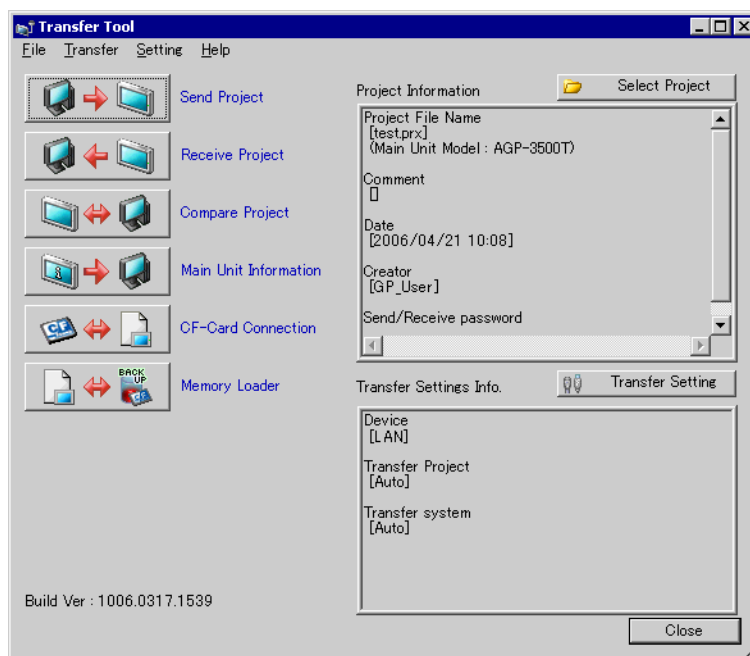 Transfer Tool
File Transfer Setting Help
Send Project
Receive Project
Compare Project
Main Unit Information
CF-Card Connection
Memory Loader
Build Ver : 1006.0317.1539
Project Information
Select Project
Project File Name
[test.prx]
(Main Unit Model : AGP-3500T)
Comment
[]
Date
[2006/04/21 10:08]
Creator
[GP_User]
Send/Receive password
Transfer Settings Info.
Transfer Setting
Device
[LAN]
Transfer Project
[Auto]
Transfer system
[Auto]
Close
CF
CF
BACK
UP
CF